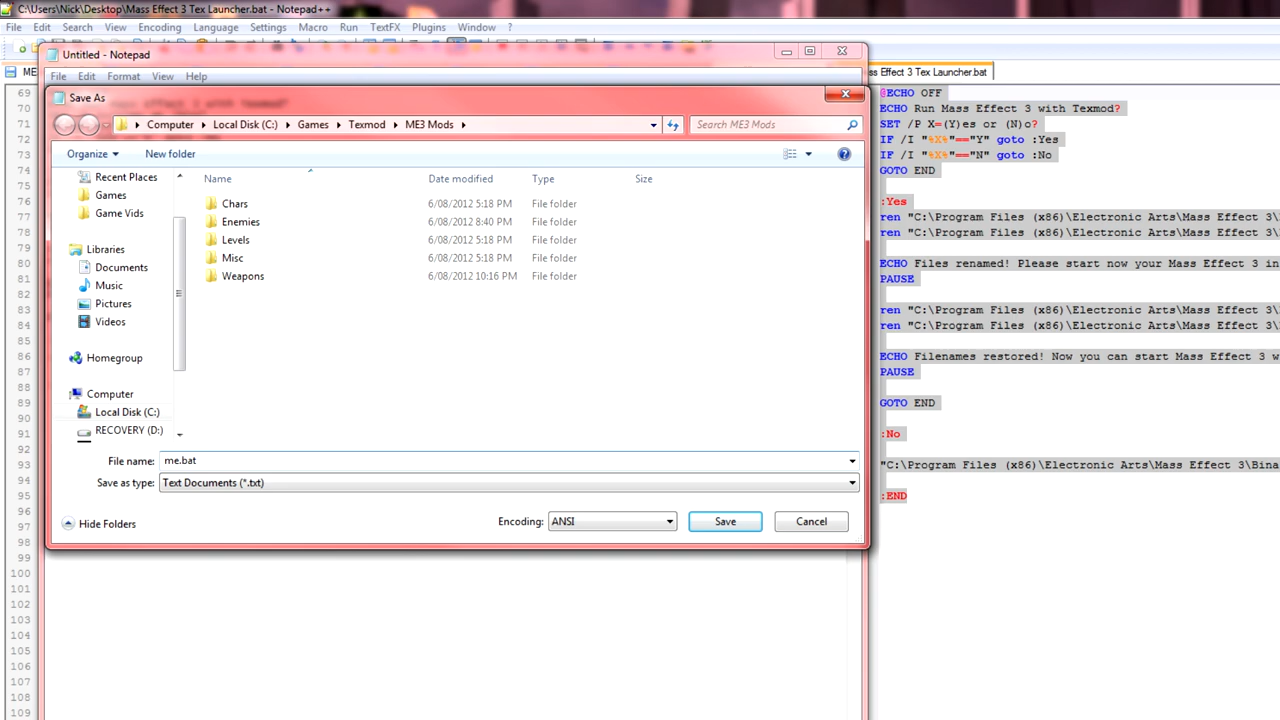 C:\Users\Nick\Desktop\Mass Effect 3 Tex Launcher.bat - Notepad++
File Edit Search View Encoding Language Settings Macro Run TextFX Plugins Window ?
Untitled - Notepad
ME
ss Effect 3 Tex Launcher.bat
File Edit Format View Help
Save As
Computer Local Disk (C:) Games Texmod ME3 Mods
Search ME3 Mods
Organize New folder
Name Date modified Type Size
Recent Places
Games
Game Vids
Libraries
Documents
Music
Pictures
Videos
Homegroup
Computer
Local Disk (C:)
RECOVERY (D:)
Chars 6/08/2012 5:18 PM File folder
Enemies 6/08/2012 8:40 PM File folder
Levels 6/08/2012 5:18 PM File folder
Misc 6/08/2012 5:18 PM File folder
Weapons 6/08/2012 10:16 PM File folder
File name: me.bat
Save as type: Text Documents (*.txt)
Hide Folders
Encoding: ANSI
Save Cancel
69
70
71
72
73
74
75
76
77
78
79
80
81
82
83
84
85
86
87
88
89
90
91
92
93
94
95
96
97
98
99
100
101
102
103
104
105
106
107
108
109
@ECHO OFF
ECHO Run Mass Effect 3 with Texmod?
SET /P X=(Y)es or (N)o?
IF /I "%X%"=="Y" goto :Yes
IF /I "%X%"=="N" goto :No
GOTO END
:Yes
ren "C:\Program Files (x86)\Electronic Arts\Mass Effect 3\
ren "C:\Program Files (x86)\Electronic Arts\Mass Effect 3\
ECHO Files renamed! Please start now your Mass Effect 3 in
PAUSE
ren "C:\Program Files (x86)\Electronic Arts\Mass Effect 3\
ren "C:\Program Files (x86)\Electronic Arts\Mass Effect 3\
ECHO Filenames restored! Now you can start Mass Effect 3 w
PAUSE
GOTO END
:No
"C:\Program Files (x86)\Electronic Arts\Mass Effect 3\Bina
:END